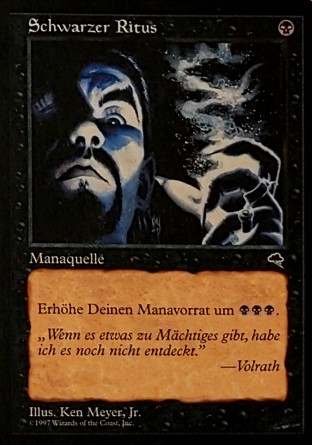 Schwarzer Ritus
Manaquelle
Erhöhe Deinen Manavorrat um
„Wenn es etwas zu Mächtiges gibt, habe
ich es noch nicht entdeckt.”
—Volrath
Illus. Ken Meyer, Jr.
© 1997 Wizards of the Coast, Inc.